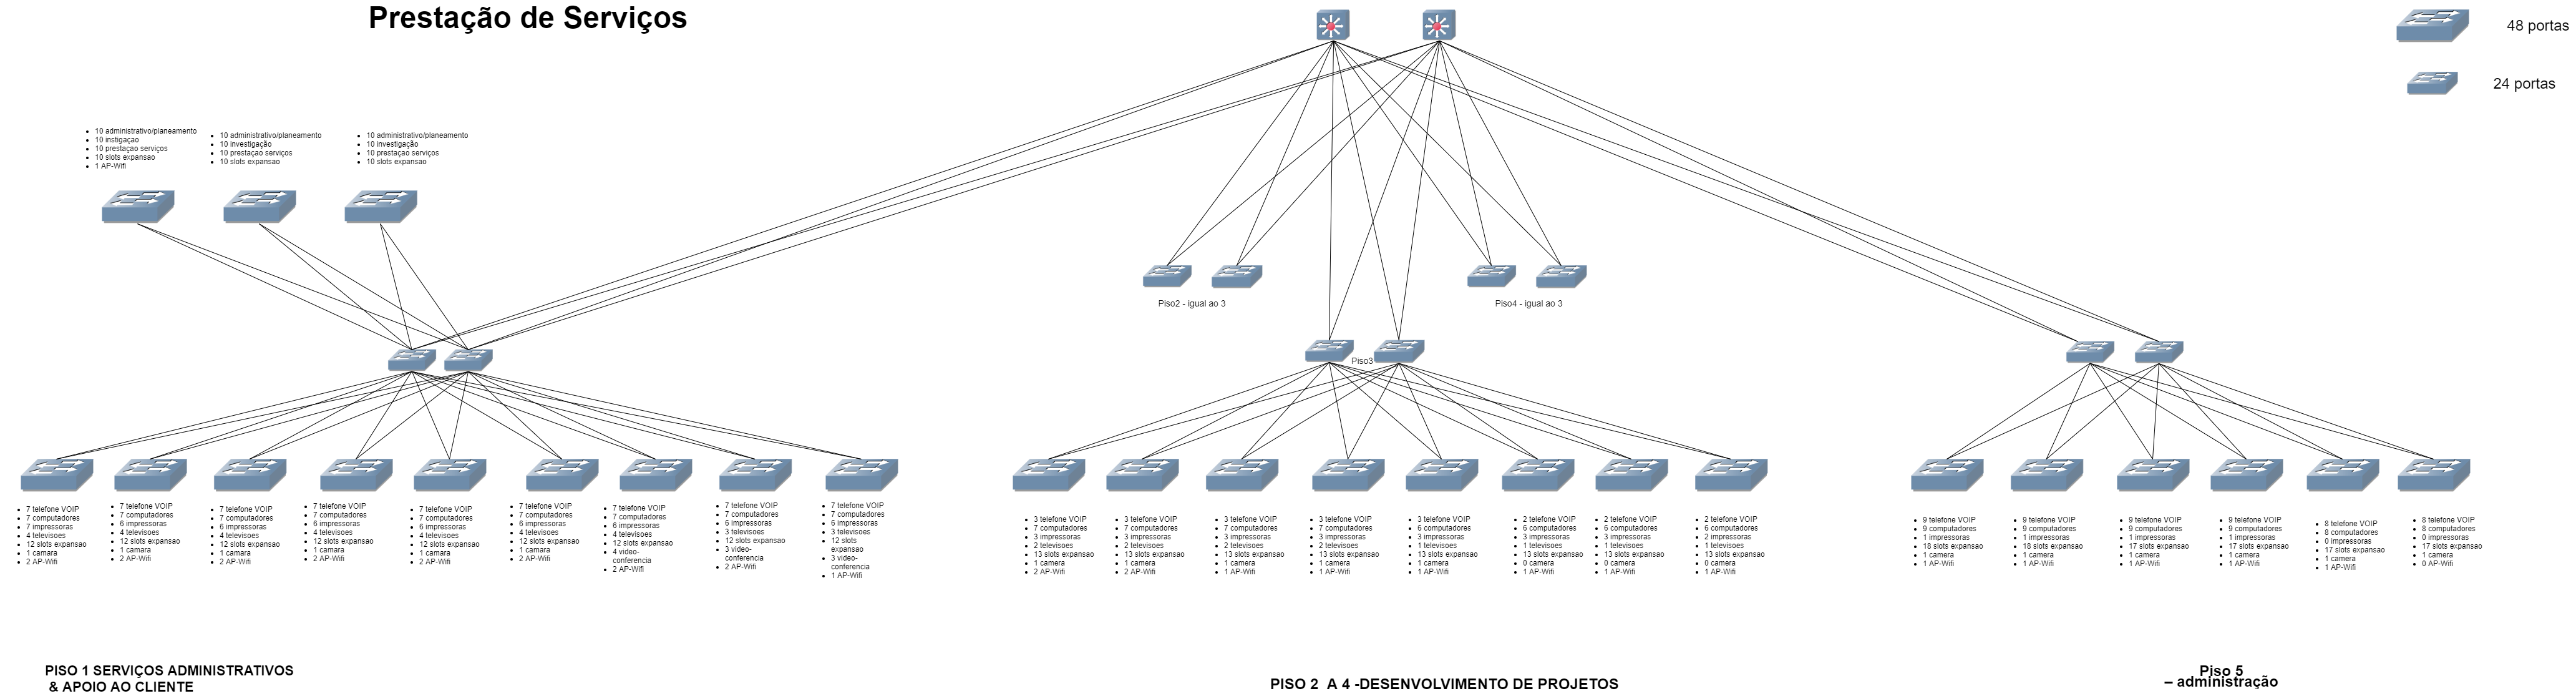 Prestação de Serviços
48 portas
24 portas
10 administrativo/planeamento
10 instigaçao
10 prestaçao serviços
10 slots expansao
1 AP-Wifi
10 administrativo/planeamento
10 investigação
10 prestaçao serviços
10 slots expansao
10 administrativo/planeamento
10 investigação
10 prestaçao serviços
10 slots expansao
Piso2 - igual ao 3
Piso4 - igual ao 3
Piso3
7 telefone VOIP
7 computadores
7 impressoras
4 televisoes
12 slots expansao
1 camara
2 AP-Wifi
7 telefone VOIP
7 computadores
6 impressoras
4 televisoes
12 slots expansao
1 camara
2 AP-Wifi
7 telefone VOIP
7 computadores
6 impressoras
4 televisoes
12 slots expansao
1 camara
2 AP-Wifi
7 telefone VOIP
7 computadores
6 impressoras
4 televisoes
12 slots expansao
1 camara
2 AP-Wifi
7 telefone VOIP
7 computadores
6 impressoras
4 televisoes
12 slots expansao
1 camara
2 AP-Wifi
7 telefone VOIP
7 computadores
6 impressoras
4 televisoes
12 slots expansao
1 camara
2 AP-Wifi
7 telefone VOIP
7 computadores
6 impressoras
4 televisoes
12 slots expansao
4 video-
conferencia
2 AP-Wifi
7 telefone VOIP
7 computadores
6 impressoras
3 televisoes
12 slots expansao
3 video-
conferencia
2 AP-Wifi
7 telefone VOIP
7 computadores
6 impressoras
3 televisoes
12 slots
expansao
3 video-
conferencia
1 AP-Wifi
3 telefone VOIP
7 computadores
3 impressoras
2 televisoes
13 slots expansao
1 camera
2 AP-Wifi
3 telefone VOIP
7 computadores
3 impressoras
2 televisoes
13 slots expansao
1 camera
2 AP-Wifi
3 telefone VOIP
7 computadores
3 impressoras
2 televisoes
13 slots expansao
1 camera
1 AP-Wifi
3 telefone VOIP
7 computadores
3 impressoras
2 televisoes
13 slots expansao
1 camera
1 AP-Wifi
3 telefone VOIP
6 computadores
3 impressoras
1 televisoes
13 slots expansao
1 camera
1 AP-Wifi
2 telefone VOIP
6 computadores
3 impressoras
1 televisoes
13 slots expansao
0 camera
1 AP-Wifi
2 telefone VOIP
6 computadores
3 impressoras
1 televisoes
13 slots expansao
0 camera
1 AP-Wifi
2 telefone VOIP
6 computadores
2 impressoras
1 televisoes
13 slots expansao
0 camera
1 AP-Wifi
9 telefone VOIP
9 computadores
1 impressoras
18 slots expansao
1 camera
1 AP-Wifi
9 telefone VOIP
9 computadores
1 impressoras
18 slots expansao
1 camera
1 AP-Wifi
9 telefone VOIP
9 computadores
1 impressoras
17 slots expansao
1 camera
1 AP-Wifi
9 telefone VOIP
9 computadores
1 impressoras
17 slots expansao
1 camera
1 AP-Wifi
8 telefone VOIP
8 computadores
0 impressoras
17 slots expansao
1 camera
1 AP-Wifi
8 telefone VOIP
8 computadores
0 impressoras
17 slots expansao
1 camera
0 AP-Wifi
PISO 1 SERVIÇOS ADMINISTRATIVOS
& APOIO AO CLIENTE
PISO 2 A 4 -DESENVOLVIMENTO DE PROJETOS
Piso 5
– administração